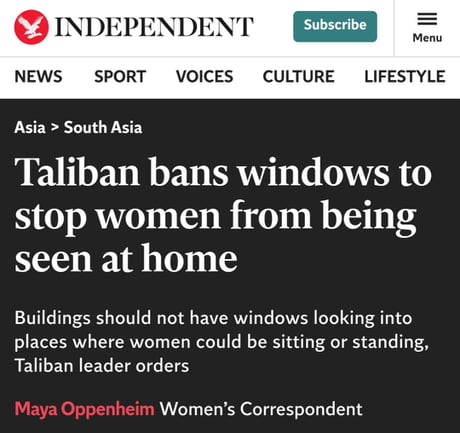 INDEPENDENT
Subscribe
Menu
NEWS SPORT VOICES CULTURE LIFESTYLE
Asia > South Asia
Taliban bans windows to
stop women from being
seen at home
Buildings should not have windows looking into
places where women could be sitting or standing,
Taliban leader orders
Maya Oppenheim Women’s Correspondent